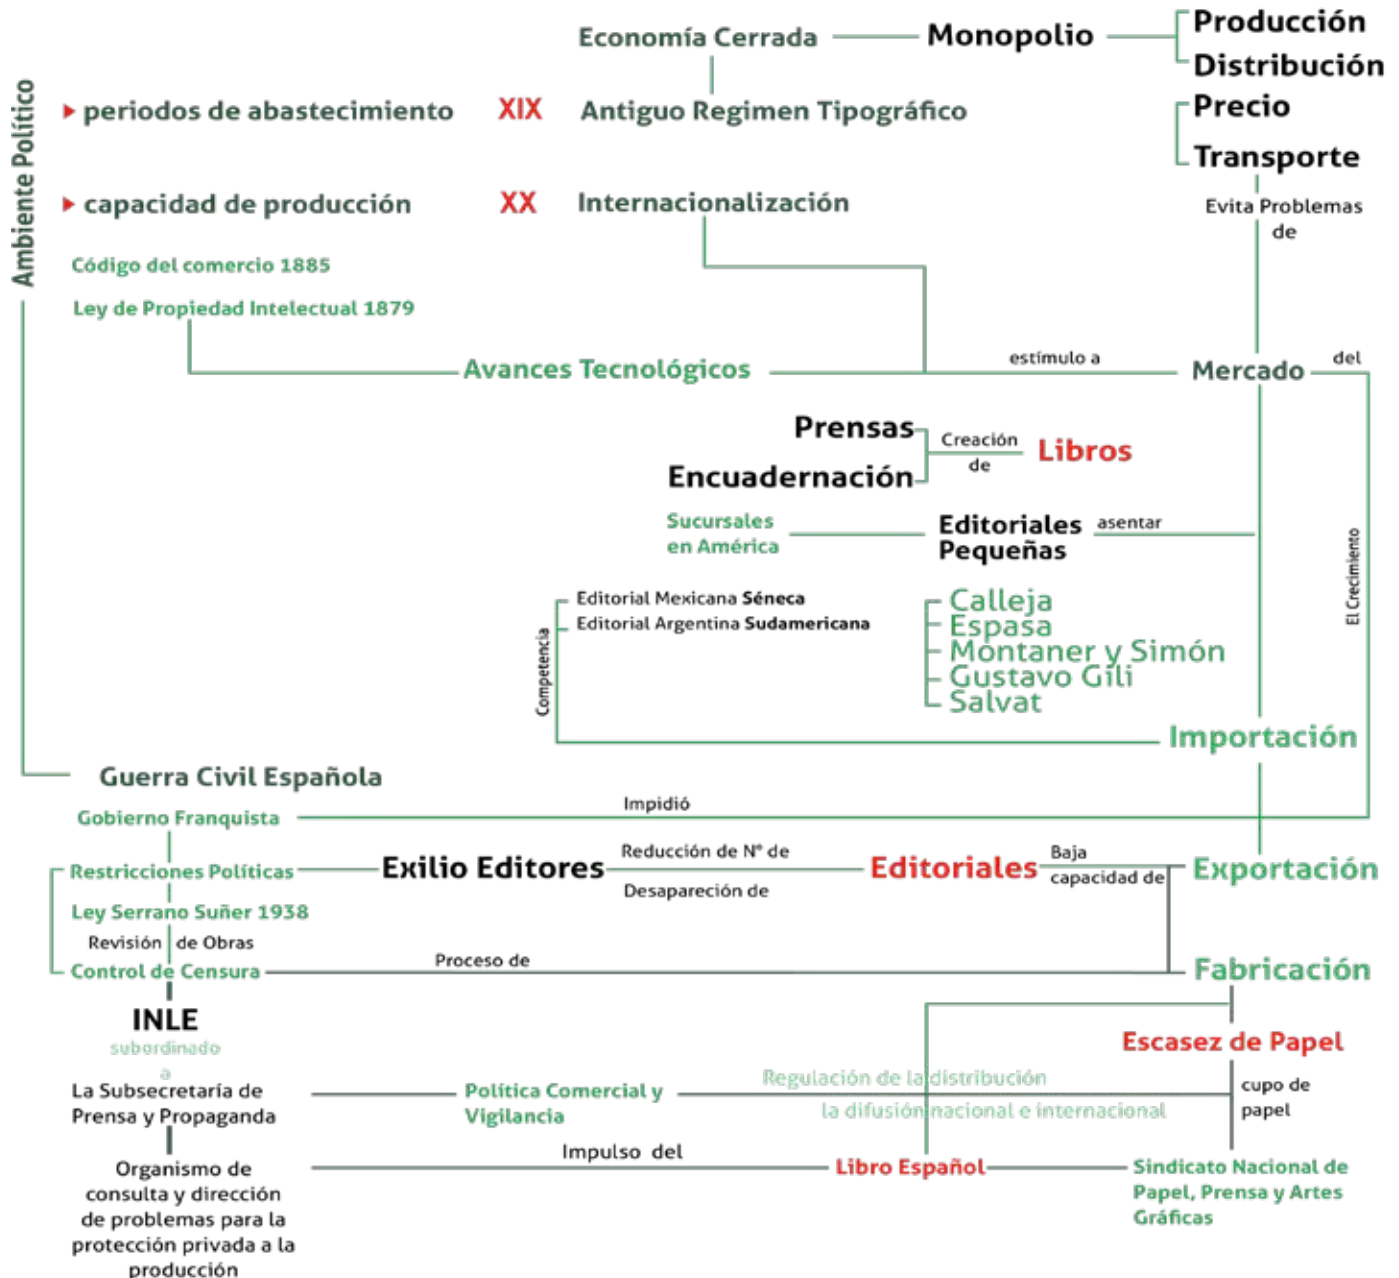 Economía Cerrada
Monopolio
Producción
Distribución
Ambiente Político
periodos de abastecimiento
XIX
Antiguo Regimen Tipográfico
Precio
Transporte
capacidad de producción
XX
Internacionalización
Evita Problemas
de
Código del comercio 1885
Ley de Propiedad Intelectual 1879
Avances Tecnológicos
estímulo a
Mercado
del
Prensas
Encuadernación
Creación
de
Libros
Sucursales
en América
Editoriales
Pequeñas
asentar
El Crecimiento
Editorial Mexicana Séneca
Editorial Argentina Sudamericana
Competencia
Calleja
Espasa
Montaner y Simón
Gustavo Gili
Salvat
Importación
Guerra Civil Española
Gobierno Franquista
Impidió
Restricciones Políticas
Exilio Editores
Reducción de N° de
Desapareción de
Editoriales
Baja
capacidad de
Exportación
Ley Serrano Suñer 1938
Revisión de Obras
Control de Censura
Proceso de
Fabricación
INLE
subordinado
a
Escasez de Papel
La Subsecretaría de
Prensa y Propaganda
Política Comercial y
Vigilancia
Regulación de la distribución
la difusión nacional e internacional
cupo de
papel
Impulso del
Libro Español
Sindicato Nacional de
Papel, Prensa y Artes
Gráficas
Organismo de
consulta y dirección
de problemas para la
protección privada a la
producción